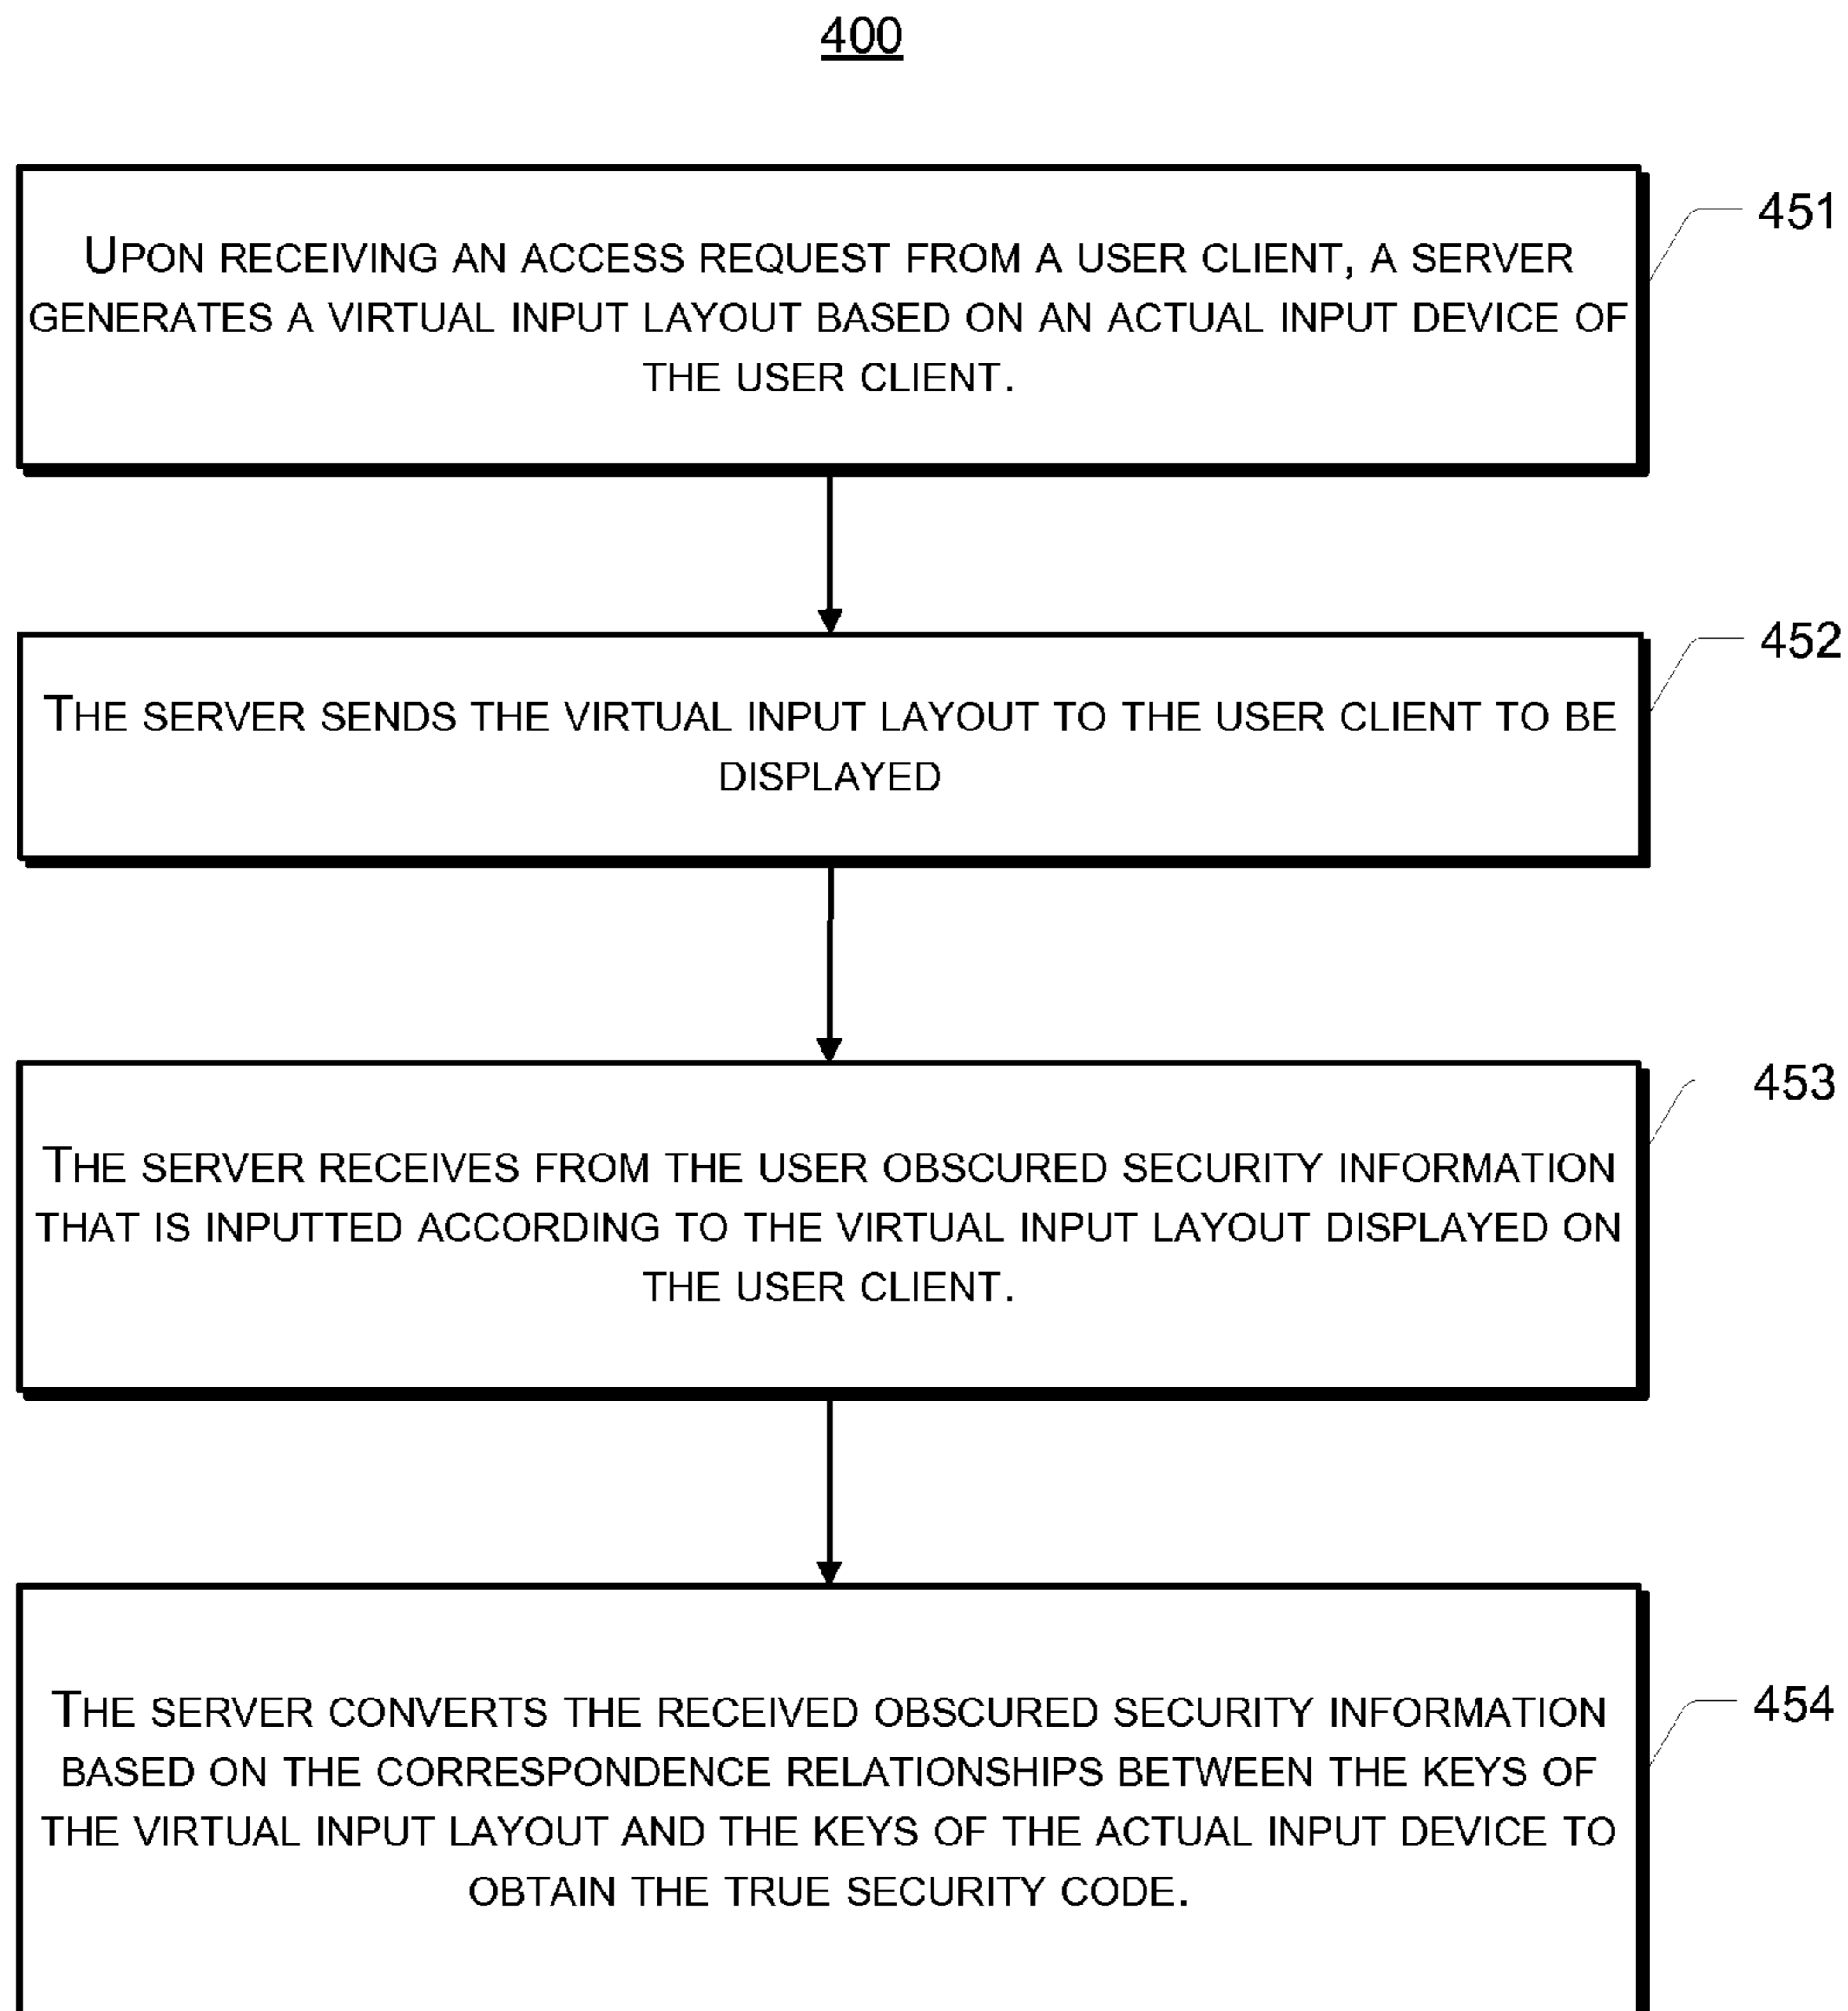 400
UPON RECEIVING AN ACCESS REQUEST FROM A USER CLIENT, A SERVER
GENERATES A VIRTUAL INPUT LAYOUT BASED ON AN ACTUAL INPUT DEVICE OF
THE USER CLIENT.
451
THE SERVER SENDS THE VIRTUAL INPUT LAYOUT TO THE USER CLIENT TO BE
DISPLAYED
452
THE SERVER RECEIVES FROM THE USER OBSCURED SECURITY INFORMATION
THAT IS INPUTTED ACCORDING TO THE VIRTUAL INPUT LAYOUT DISPLAYED ON
THE USER CLIENT.
453
THE SERVER CONVERTS THE RECEIVED OBSCURED SECURITY INFORMATION
BASED ON THE CORRESPONDENCE RELATIONSHIPS BETWEEN THE KEYS OF
THE VIRTUAL INPUT LAYOUT AND THE KEYS OF THE ACTUAL INPUT DEVICE TO
OBTAIN THE TRUE SECURITY CODE.
454